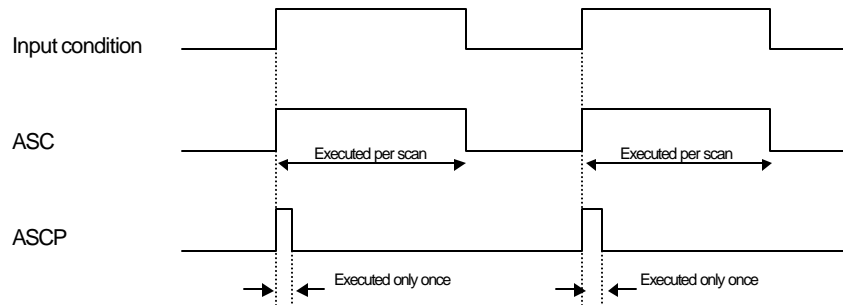 Input condition
ASC
Executed per scan
Executed per scan
ASCP
Executed only once
Executed only once